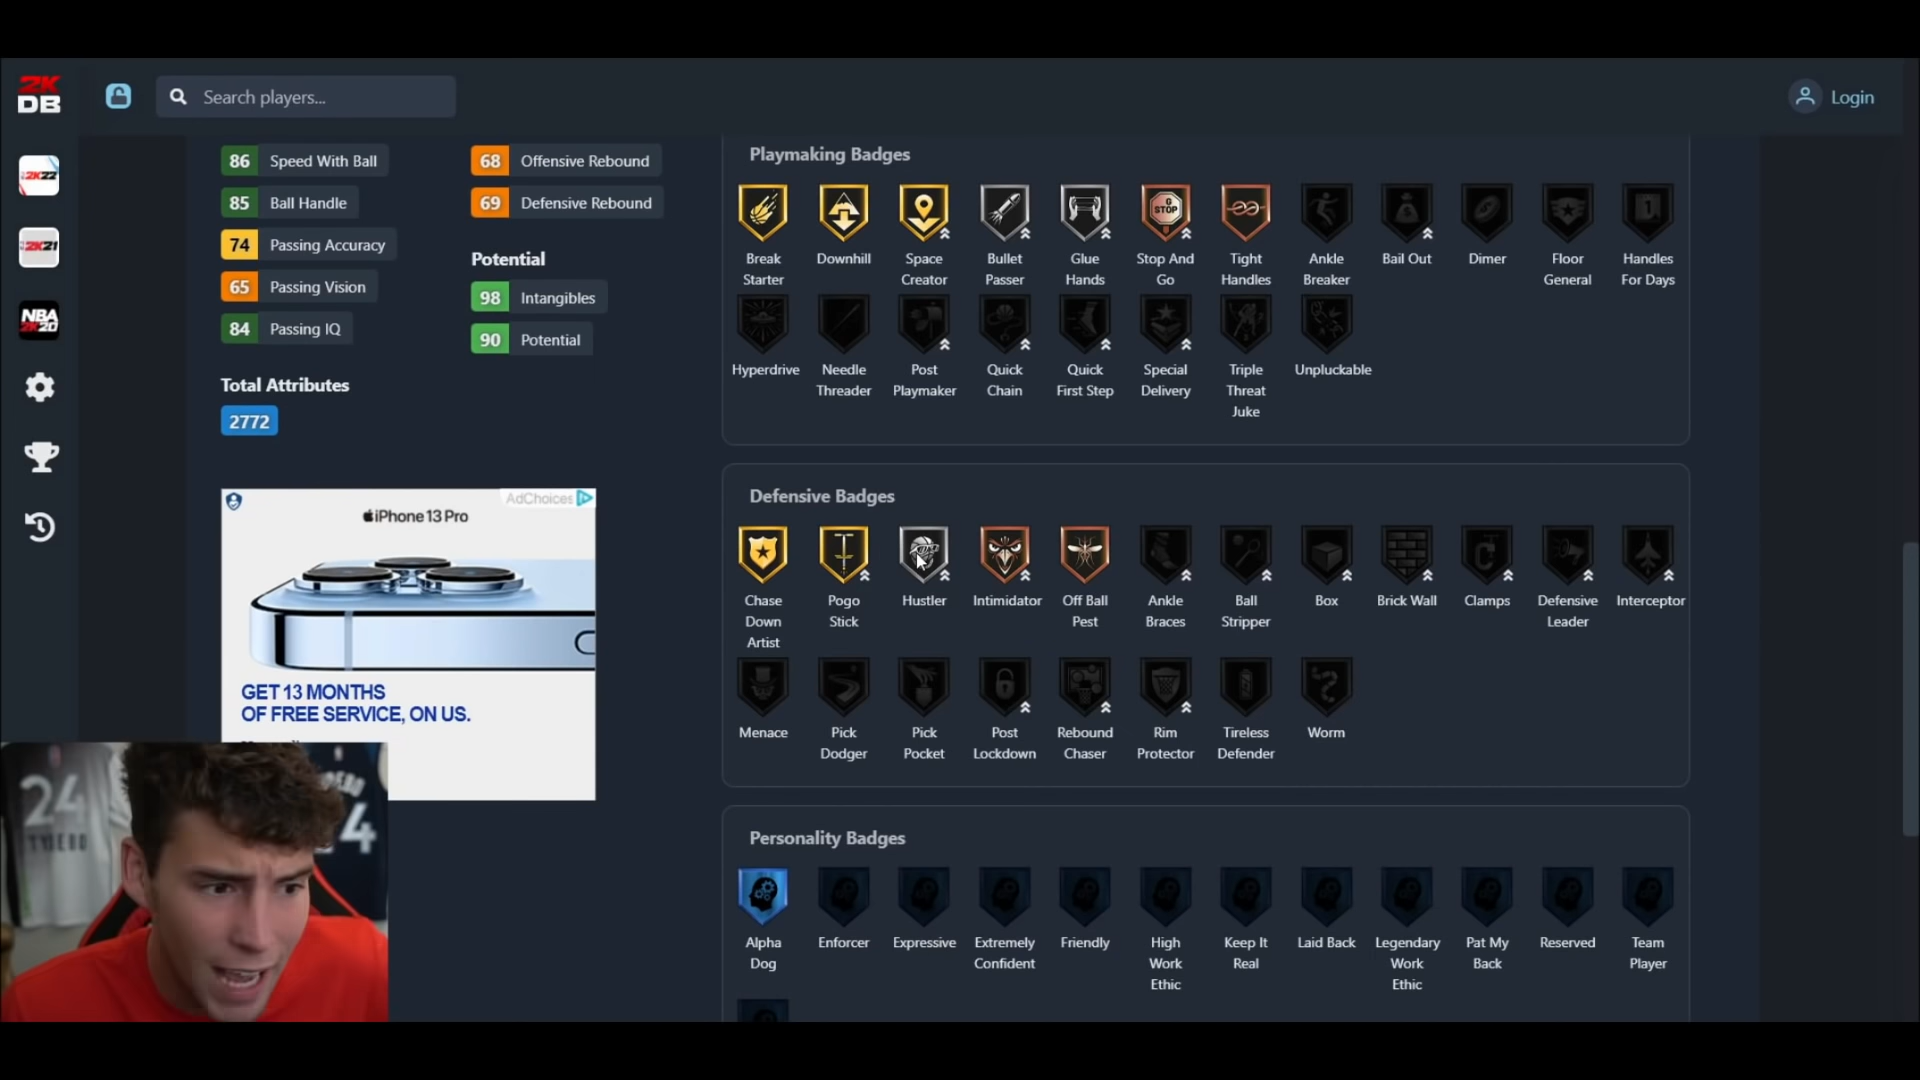 2K
DB
Search players...
Login
2K22
2K21
NBA
2K20
86 Speed With Ball
85 Ball Handle
74 Passing Accuracy
65 Passing Vision
84 Passing IQ
Total Attributes
2772
68 Offensive Rebound
69 Defensive Rebound
Potential
98 Intangibles
90 Potential
AdChoices
iPhone 13 Pro
GET 13 MONTHS
OF FREE SERVICE, ON US.
Playmaking Badges
G
STOP
1
Break Starter
Downhill
Space Creator
Bullet Passer
Glue Hands
Stop And Go
Tight Handles
Ankle Breaker
Bail Out
Dimer
Floor General
Handles For Days
Hyperdrive
Needle Threader
Post Playmaker
Quick Chain
Quick First Step
Special Delivery
Triple Threat Juke
Unpluckable
Defensive Badges
C
Chase Down Artist
Pogo Stick
Hustler
Intimidator
Off Ball Pest
Ankle Braces
Ball Stripper
Box
Brick Wall
Clamps
Defensive Leader
Interceptor
Menace
Pick Dodger
Pick Pocket
Post Lockdown
Rebound Chaser
Rim Protector
Tireless Defender
Worm
Personality Badges
Alpha Dog
Enforcer
Expressive
Extremely Confident
Friendly
High Work Ethic
Keep It Real
Laid Back
Legendary Work Ethic
Pat My Back
Reserved
Team Player
24
4